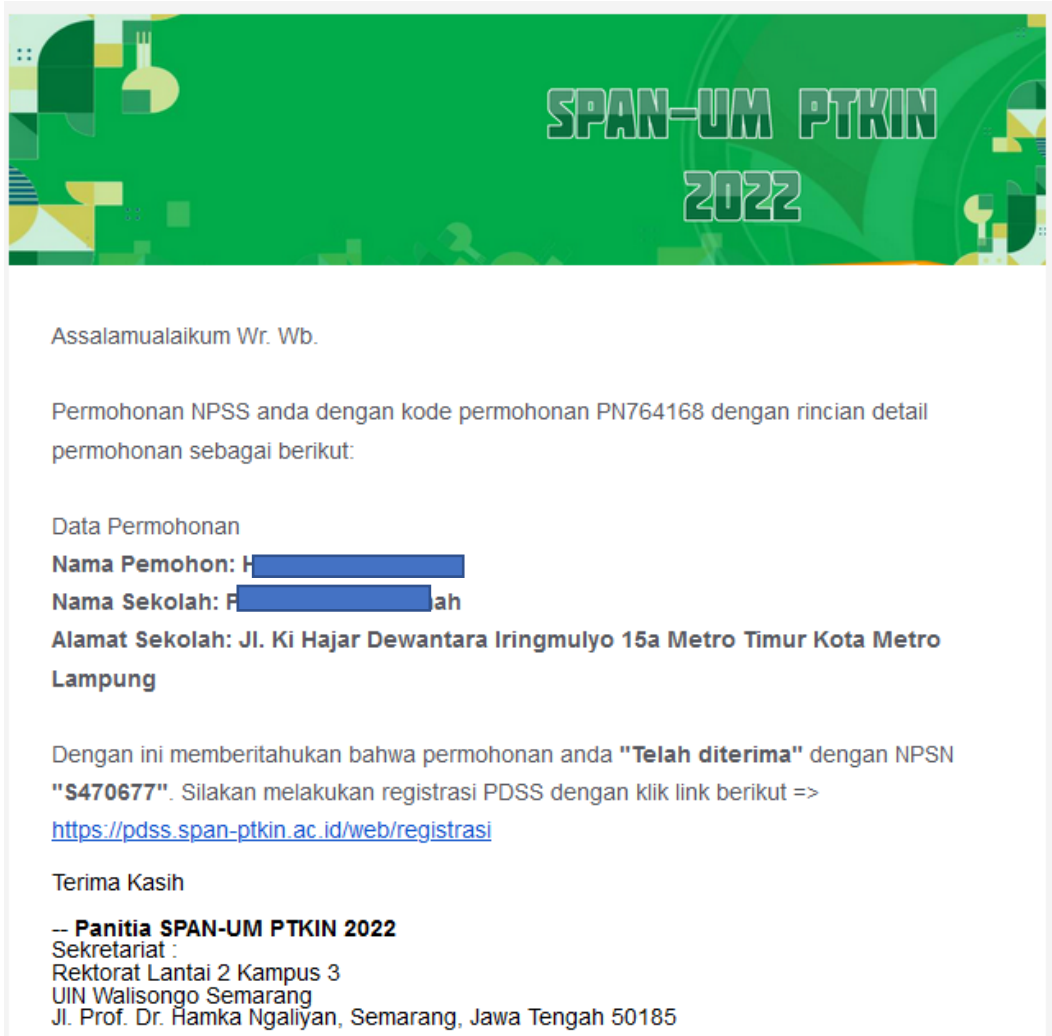 SPAN-UM PTKIN
2022
Assalamualaikum Wr. Wb.
Permohonan NPSS anda dengan kode permohonan PN764168 dengan rincian detail
permohonan sebagai berikut:
Data Permohonan
Nama Pemohon: H
Nama Sekolah: P ah
Alamat Sekolah: Jl. Ki Hajar Dewantara Iringmulyo 15a Metro Timur Kota Metro
Lampung
Dengan ini memberitahukan bahwa permohonan anda "Telah diterima" dengan NPSN
"S470677". Silakan melakukan registrasi PDSS dengan klik link berikut =>
https://pdss.span-ptkin.ac.id/web/registrasi
Terima Kasih
-- Panitia SPAN-UM PTKIN 2022
Sekretariat :
Rektorat Lantai 2 Kampus 3
UIN Walisongo Semarang
Jl. Prof. Dr. Hamka Ngaliyan, Semarang, Jawa Tengah 50185